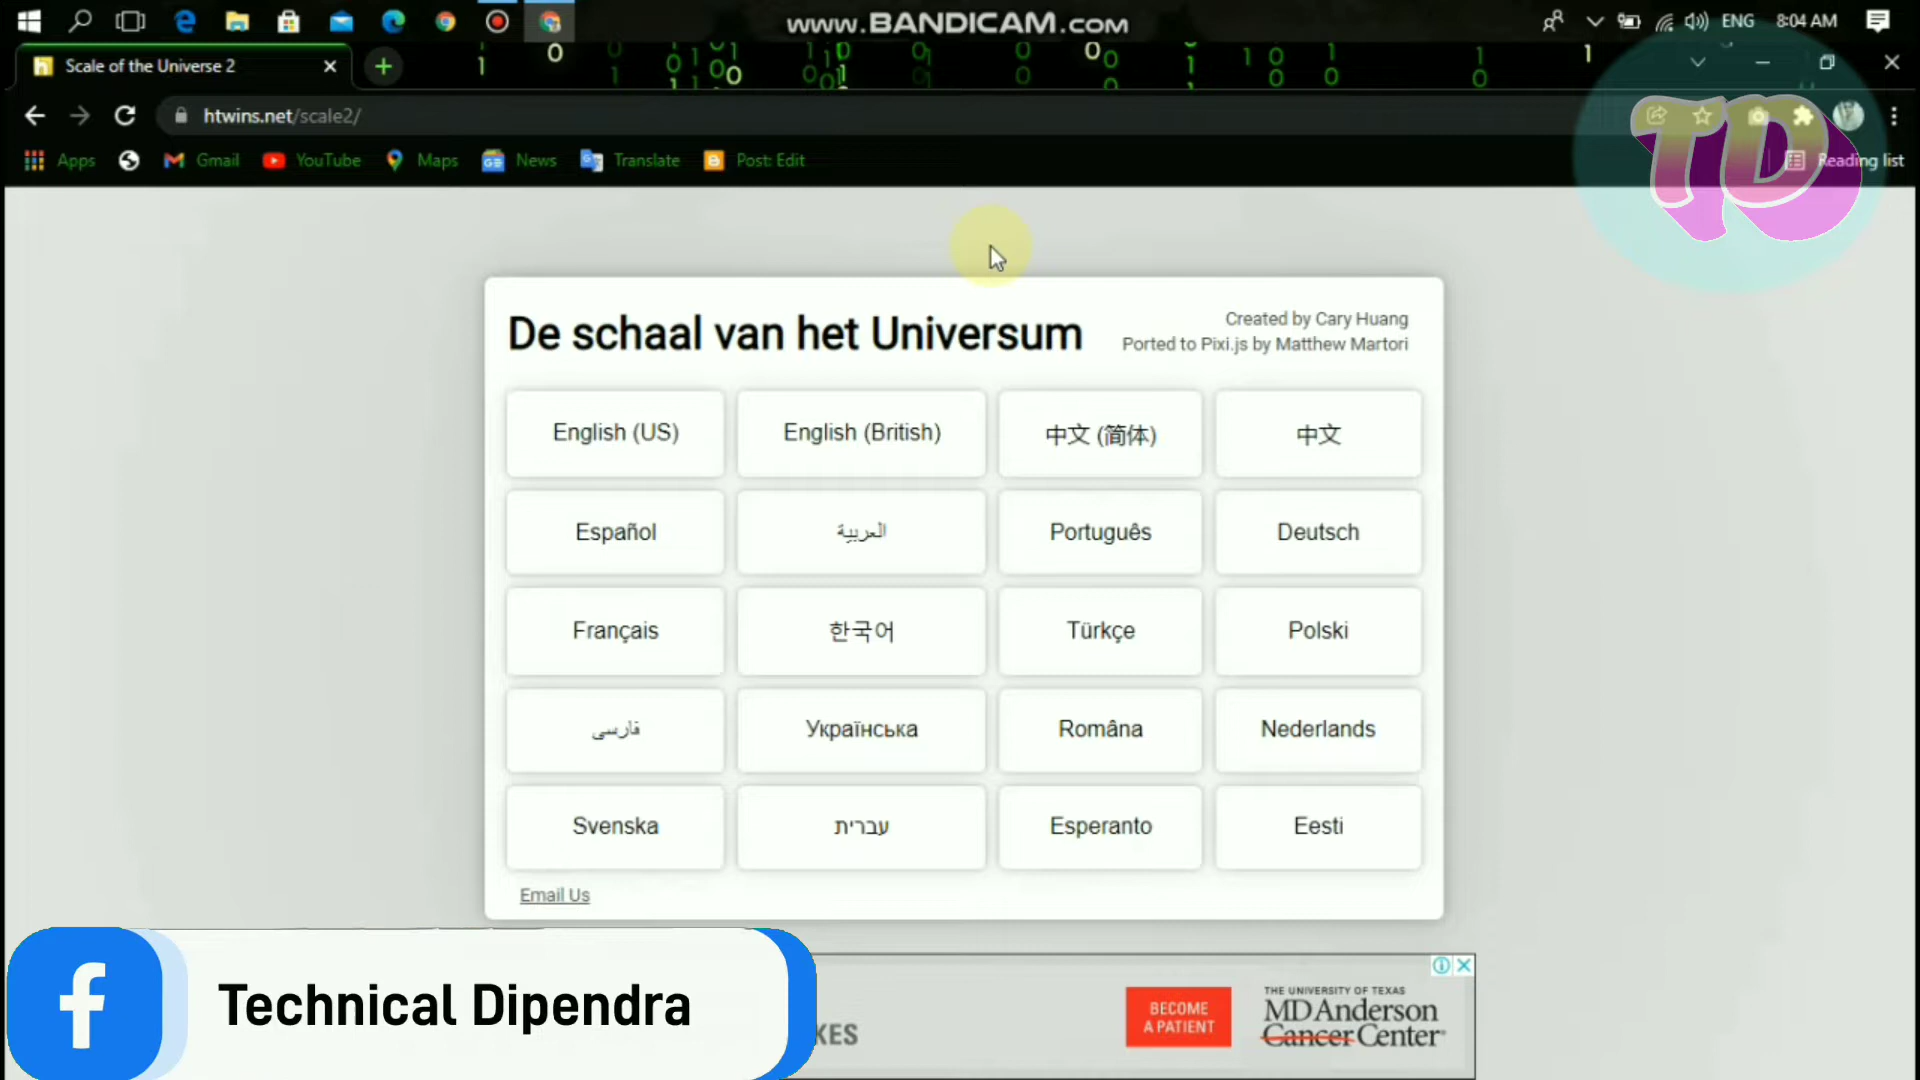 www.BANDICAM.com
ENG 8:04 AM
Scale of the Universe 2
htwins.net/scale2/
Apps Gmail YouTube Maps News Translate Post: Edit Reading list
TD
De schaal van het Universum
Created by Cary Huang
Ported to Pixi.js by Matthew Martori
English (US) English (British) 中文 (简体) 中文
Español العربية Português Deutsch
Français 한국어 Türkçe Polski
فارسی Українська Româna Nederlands
Svenska עברית Esperanto Eesti
Email Us
Technical Dipendra
KES
BECOME
A PATIENT
THE UNIVERSITY OF TEXAS
MD Anderson
Cancer Center